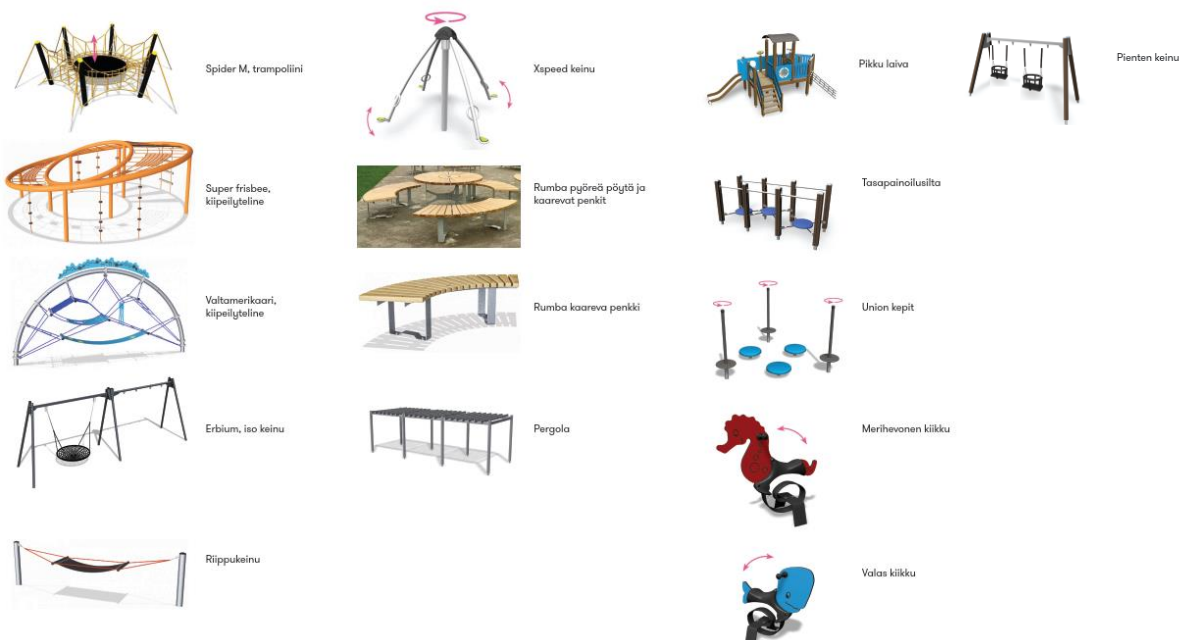 Spider M, trampoliini
Super frisbee,
kiipeilyteline
Valtamerikaari,
kiipeilyteline
Erbium, iso keinu
Riippukeinu
Xspeed keinu
Rumba pyöreä pöytä ja
kaarevat penkit
Rumba kaareva penkki
Pergola
Pikku laiva
Tasapainoilusilta
Union kepit
Merihevonen kiikku
Valas kiikku
Pienten keinu